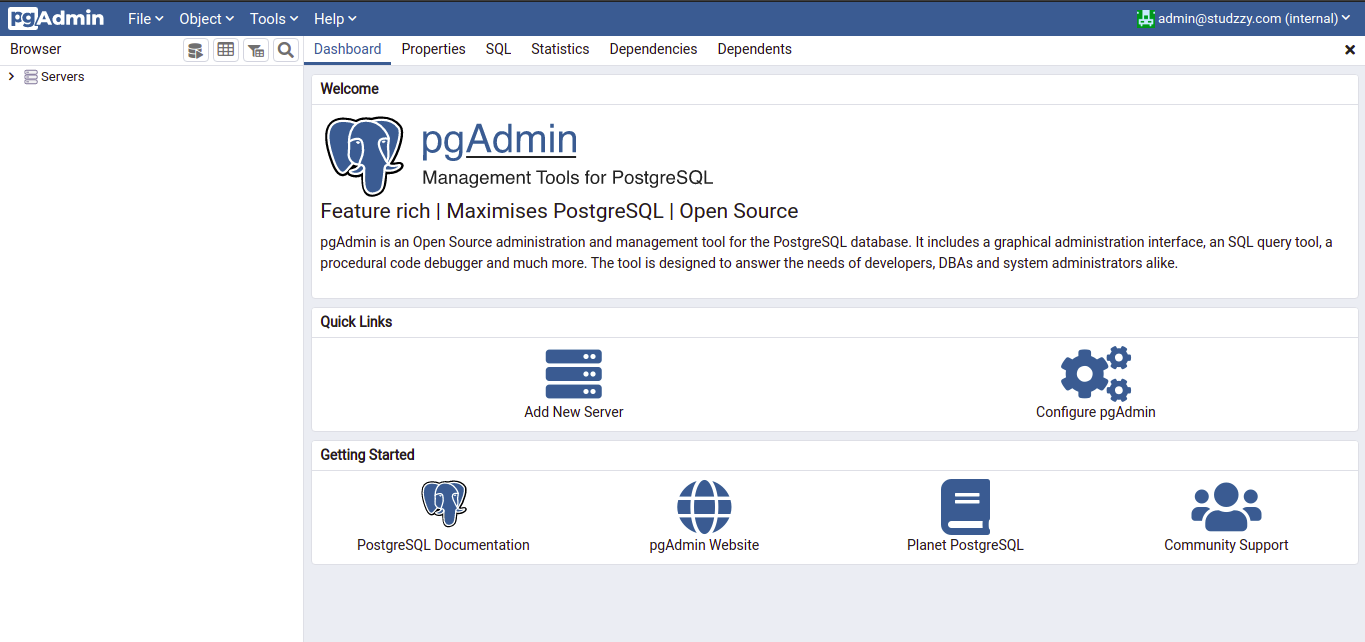 pgAdmin File Object Tools Help admin@studzzy.com (internal)
Browser Dashboard Properties SQL Statistics Dependencies Dependents
Servers
Welcome
pgAdmin
Management Tools for PostgreSQL
Feature rich | Maximises PostgreSQL | Open Source
pgAdmin is an Open Source administration and management tool for the PostgreSQL database. It includes a graphical administration interface, an SQL query tool, a
procedural code debugger and much more. The tool is designed to answer the needs of developers, DBAs and system administrators alike.
Quick Links
Add New Server Configure pgAdmin
Getting Started
PostgreSQL Documentation pgAdmin Website Planet PostgreSQL Community Support